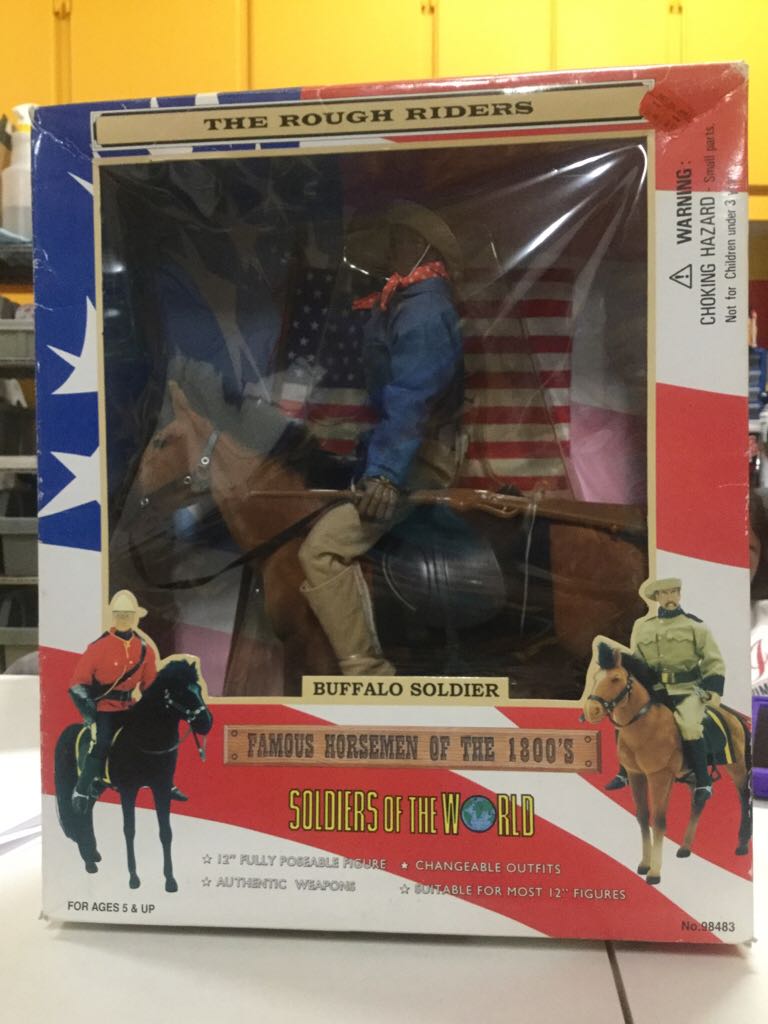 THE ROUGH RIDERS
⚠ WARNING:
CHOKING HAZARD - Small parts.
Not for Children under 3
BUFFALO SOLDIER
FAMOUS HORSEMEN OF THE 1800'S
SOLDIERS OF THE WORLD
☆ 12" FULLY POSEABLE FIGURE ★ CHANGEABLE OUTFITS
☆ AUTHENTIC WEAPONS ☆ SUITABLE FOR MOST 12" FIGURES
FOR AGES 5 & UP
No:98483